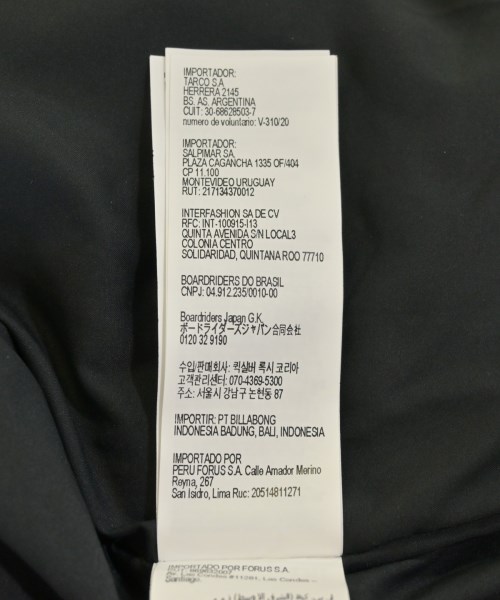 IMPORTADOR:
TARCO S.A.
HERRERA 2145
BS. AS. ARGENTINA
CUIT: 30-68628503-7
numero de voluntario: V-310/20
IMPORTADOR:
SALPIMAR SA.
PLAZA CAGANCHA 1335 OF/404
CP 11.100
MONTEVIDEO URUGUAY
RUT: 217134370012
INTERFASHION SA DE CV
RFC: INT-100915-I13
QUINTA AVENIDA S/N LOCAL3
COLONIA CENTRO
SOLIDARIDAD, QUINTANA ROO 77710
BOARDRIDERS DO BRASIL
CNPJ: 04.912.235/0010-00
Boardriders Japan G.K.
ボードライダーズジャパン合同会社
0120 32 9190
수입/판매회사: 퀵실버 록시 코리아
고객관리센터: 070-4369-5300
주소: 서울시 강남구 논현동 87
IMPORTIR: PT BILLABONG
INDONESIA BADUNG, BALI, INDONESIA
IMPORTADO POR
PERU FORUS S.A. Calle Amador Merino
Reyna, 267
San Isidro, Lima Ruc: 20514811271
IMPORTADO POR FORUS S.A.
Av. Las Condes #11281, Las Condes –
Santiago.